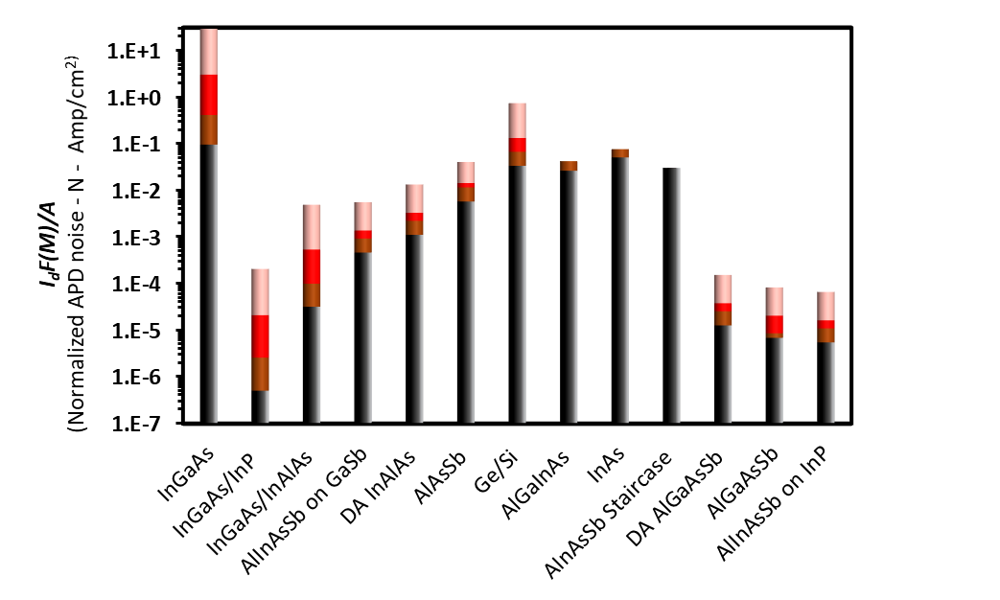 I_dF(M)/A
(Normalized APD noise - N - Amp/cm²)
1.E+1
1.E+0
1.E-1
1.E-2
1.E-3
1.E-4
1.E-5
1.E-6
1.E-7
InGaAs
InGaAs/InP
InGaAs/InAlAs
AlInAsSb on GaSb
DA InAlAs
AlAsSb
Ge/Si
AlGaInAs
InAs
AInAsSb Staircase
DA AlGaAsSb
AlGaAsSb
AlInAsSb on InP